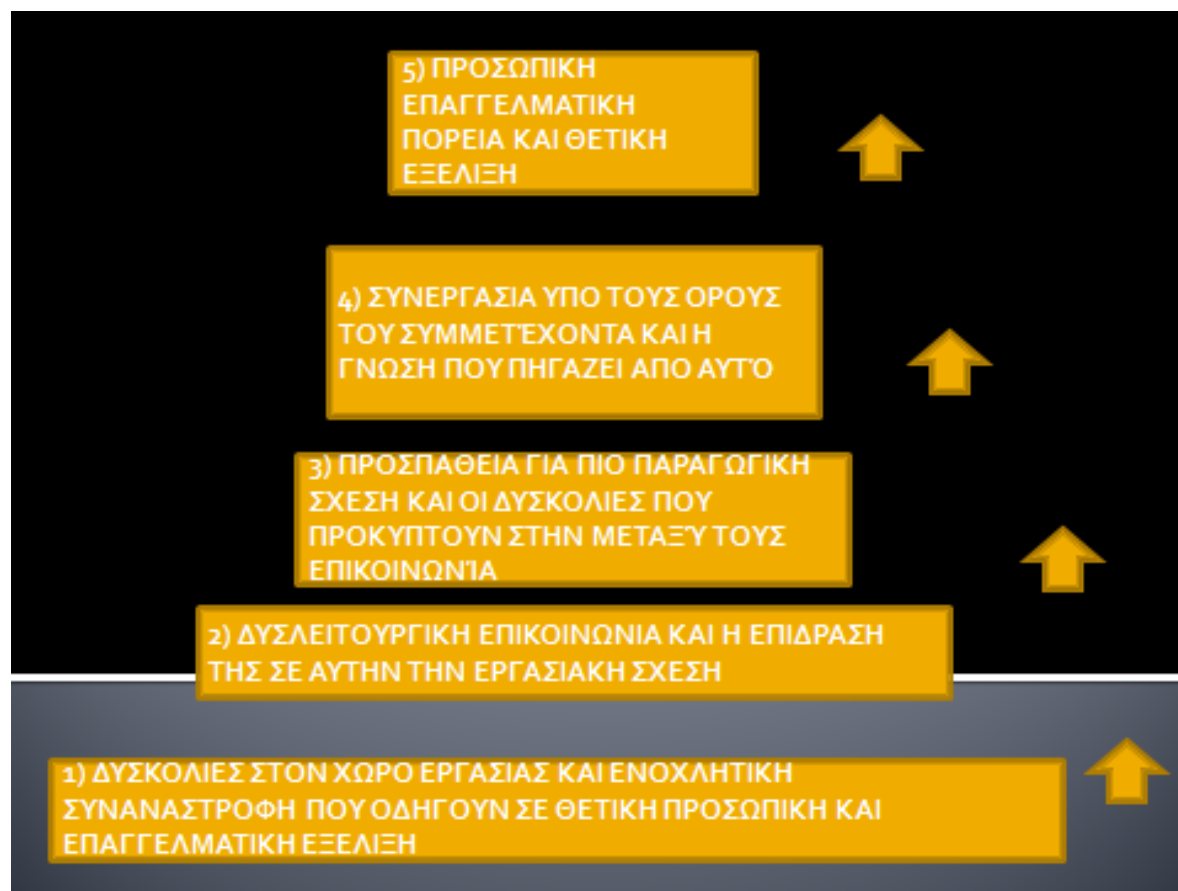 5) ΠΡΟΣΩΠΙΚΗ
ΕΠΑΓΓΕΛΜΑΤΙΚΗ
ΠΟΡΕΙΑ ΚΑΙ ΘΕΤΙΚΗ
ΕΞΕΛΙΞΗ
4) ΣΥΝΕΡΓΑΣΙΑ ΥΠΟ ΤΟΥΣ ΟΡΟΥΣ
ΤΟΥ ΣΥΜΜΕΤΈΧΟΝΤΑ ΚΑΙ Η
ΓΝΩΣΗ ΠΟΥ ΠΗΓΑΖΕΙ ΑΠΟ ΑΥΤΌ
3) ΠΡΟΣΠΑΘΕΙΑ ΓΙΑ ΠΙΟ ΠΑΡΑΓΩΓΙΚΗ
ΣΧΕΣΗ ΚΑΙ ΟΙ ΔΥΣΚΟΛΙΕΣ ΠΟΥ
ΠΡΟΚΥΠΤΟΥΝ ΣΤΗΝ ΜΕΤΑΞΎ ΤΟΥΣ
ΕΠΙΚΟΙΝΩΝΊΑ
2) ΔΥΣΛΕΙΤΟΥΡΓΙΚΗ ΕΠΙΚΟΙΝΩΝΙΑ ΚΑΙ Η ΕΠΙΔΡΑΣΗ
ΤΗΣ ΣΕ ΑΥΤΗΝ ΤΗΝ ΕΡΓΑΣΙΑΚΗ ΣΧΕΣΗ
1) ΔΥΣΚΟΛΙΕΣ ΣΤΟΝ ΧΩΡΟ ΕΡΓΑΣΙΑΣ ΚΑΙ ΕΝΟΧΛΗΤΙΚΗ
ΣΥΝΑΝΑΣΤΡΟΦΗ ΠΟΥ ΟΔΗΓΟΥΝ ΣΕ ΘΕΤΙΚΗ ΠΡΟΣΩΠΙΚΗ ΚΑΙ
ΕΠΑΓΓΕΛΜΑΤΙΚΗ ΕΞΕΛΙΞΗ